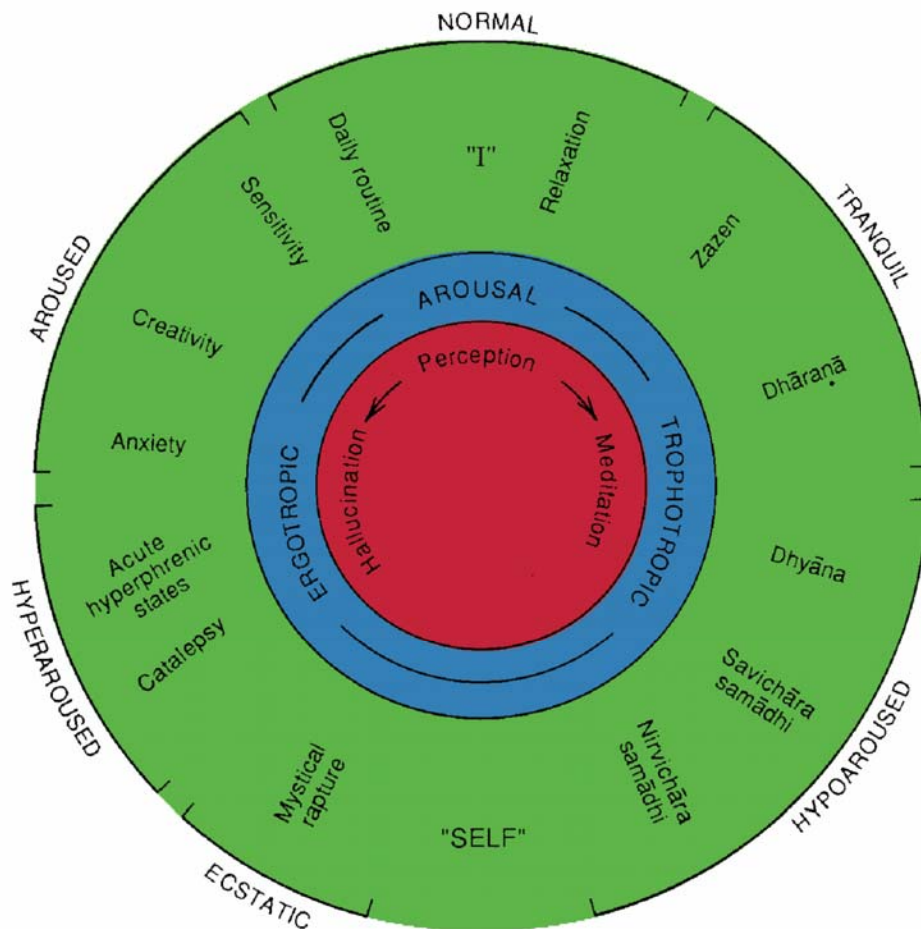 NORMAL
Daily routine
"I"
Relaxation
Sensitivity
Zazen
AROUSED
TRANQUIL
Creativity
Dhāranā
Anxiety
AROUSAL
Perception
Hallucination
Meditation
ERGOTROPIC
TROPHOTROPIC
Acute
hyperphrenic
states
Dhyāna
Catalepsy
Savichāra
samādhi
HYPERAROUSED
HYPOAROUSED
Mystical
rapture
Nirvichāra
samādhi
"SELF"
ECSTATIC